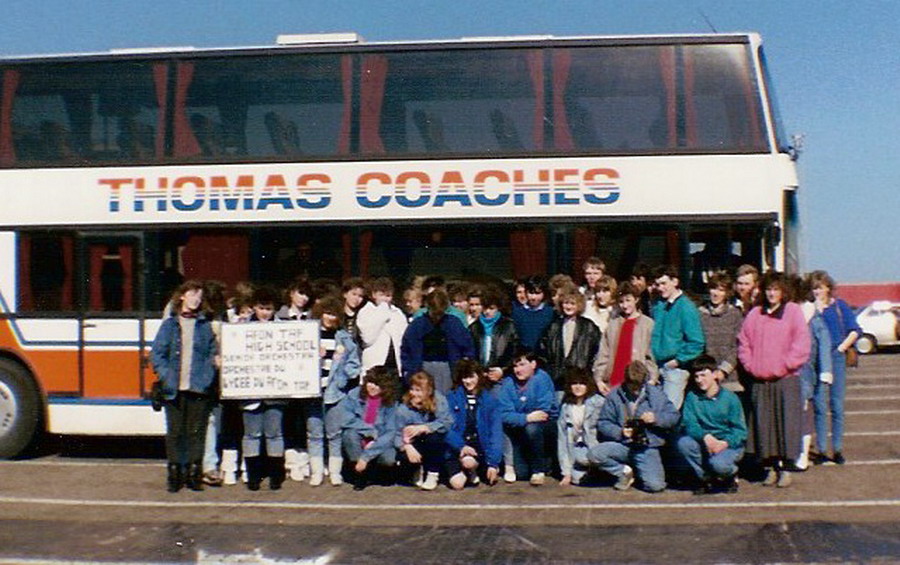 THOMAS COACHES
AFON TAF
HIGH SCHOOL
SENIOR ORCHESTRA
ORCHESTRE DU
LYCEE DU AFON TAF